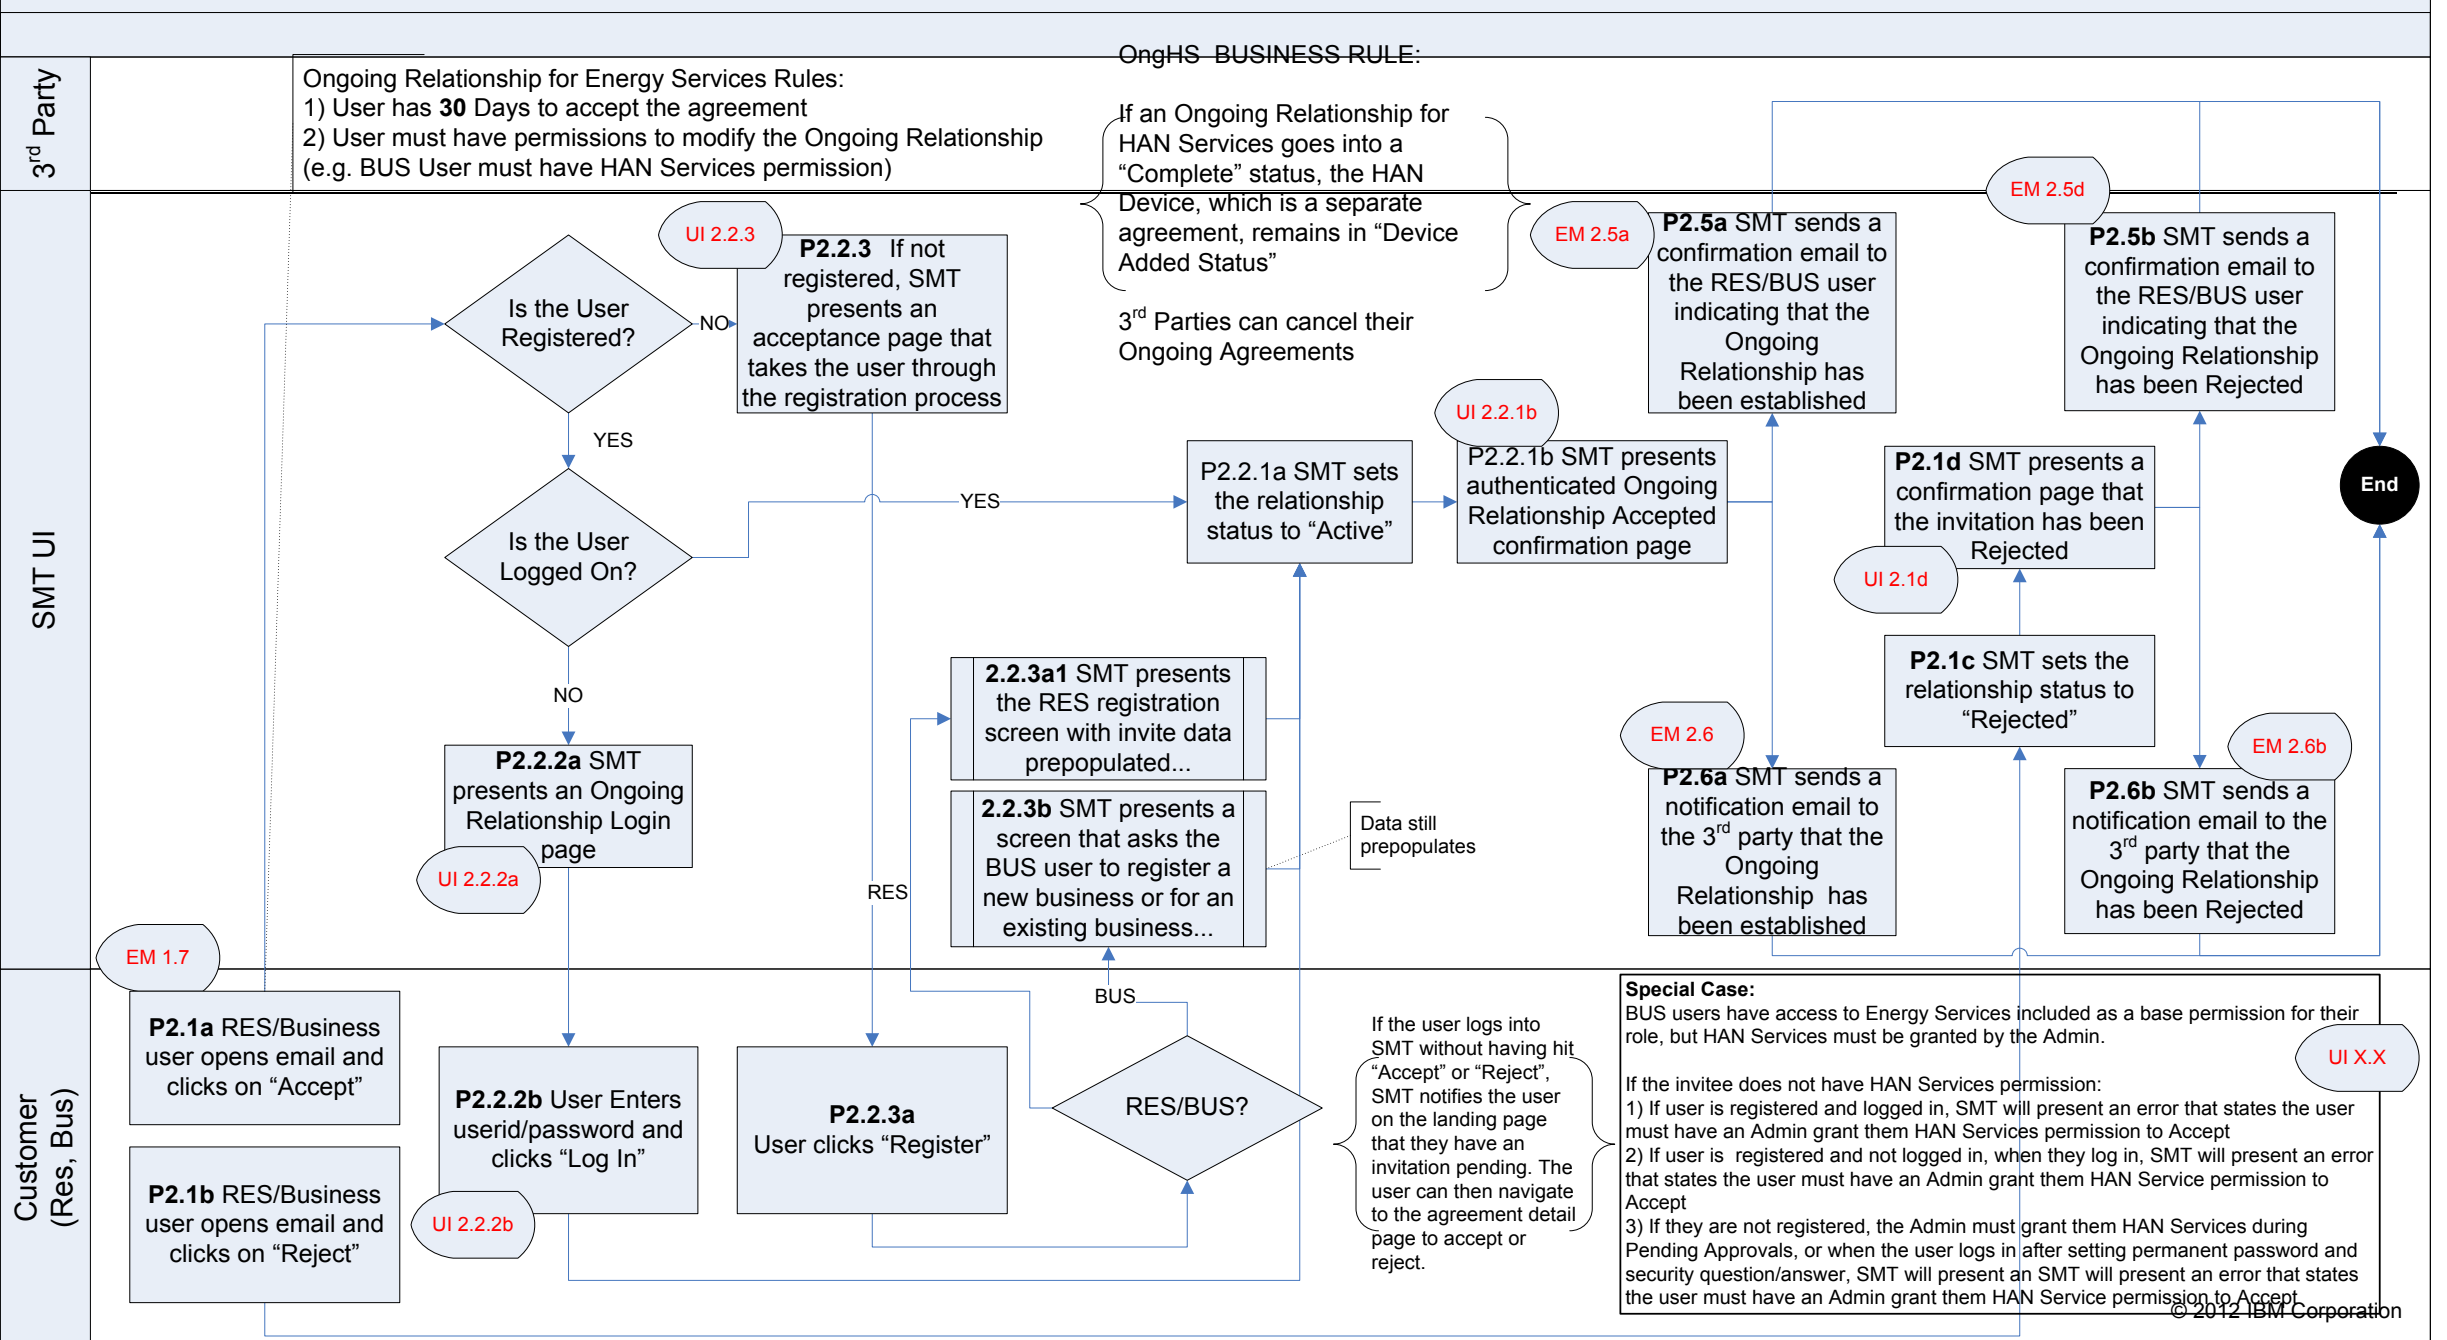 3rd Party
Ongoing Relationship for Energy Services Rules:
1) User has 30 Days to accept the agreement
2) User must have permissions to modify the Ongoing Relationship
(e.g. BUS User must have HAN Services permission)
OngHS BUSINESS RULE:
If an Ongoing Relationship for
HAN Services goes into a
“Complete” status, the HAN
Device, which is a separate
agreement, remains in “Device
Added Status”
3rd Parties can cancel their
Ongoing Agreements
SMT UI
Is the User
Registered?
NO
YES
UI 2.2.3
P2.2.3 If not
registered, SMT
presents an
acceptance page that
takes the user through
the registration process
Is the User
Logged On?
YES
NO
P2.2.1a SMT sets
the relationship
status to “Active”
UI 2.2.1b
P2.2.1b SMT presents
authenticated Ongoing
Relationship Accepted
confirmation page
EM 2.5a
P2.5a SMT sends a
confirmation email to
the RES/BUS user
indicating that the
Ongoing
Relationship has
been established
EM 2.5d
P2.5b SMT sends a
confirmation email to
the RES/BUS user
indicating that the
Ongoing Relationship
has been Rejected
P2.1d SMT presents a
confirmation page that
the invitation has been
Rejected
UI 2.1d
End
P2.1c SMT sets the
relationship status to
“Rejected”
P2.2.2a SMT
presents an Ongoing
Relationship Login
page
UI 2.2.2a
RES
2.2.3a1 SMT presents
the RES registration
screen with invite data
prepopulated...
2.2.3b SMT presents a
screen that asks the
BUS user to register a
new business or for an
existing business...
Data still
prepopulates
EM 2.6
P2.6a SMT sends a
notification email to
the 3rd party that the
Ongoing
Relationship has
been established
EM 2.6b
P2.6b SMT sends a
notification email to the
3rd party that the
Ongoing Relationship
has been Rejected
Customer
(Res, Bus)
EM 1.7
P2.1a RES/Business
user opens email and
clicks on “Accept”
P2.1b RES/Business
user opens email and
clicks on “Reject”
P2.2.2b User Enters
userid/password and
clicks “Log In”
UI 2.2.2b
P2.2.3a
User clicks “Register”
BUS
RES/BUS?
If the user logs into
SMT without having hit
“Accept” or “Reject”,
SMT notifies the user
on the landing page
that they have an
invitation pending. The
user can then navigate
to the agreement detail
page to accept or
reject.
Special Case:
BUS users have access to Energy Services included as a base permission for their
role, but HAN Services must be granted by the Admin.
UI X.X
If the invitee does not have HAN Services permission:
1) If user is registered and logged in, SMT will present an error that states the user
must have an Admin grant them HAN Services permission to Accept
2) If user is registered and not logged in, when they log in, SMT will present an error
that states the user must have an Admin grant them HAN Service permission to
Accept
3) If they are not registered, the Admin must grant them HAN Services during
Pending Approvals, or when the user logs in after setting permanent password and
security question/answer, SMT will present an SMT will present an error that states
the user must have an Admin grant them HAN Service permission to Accept
© 2012 IBM Corporation